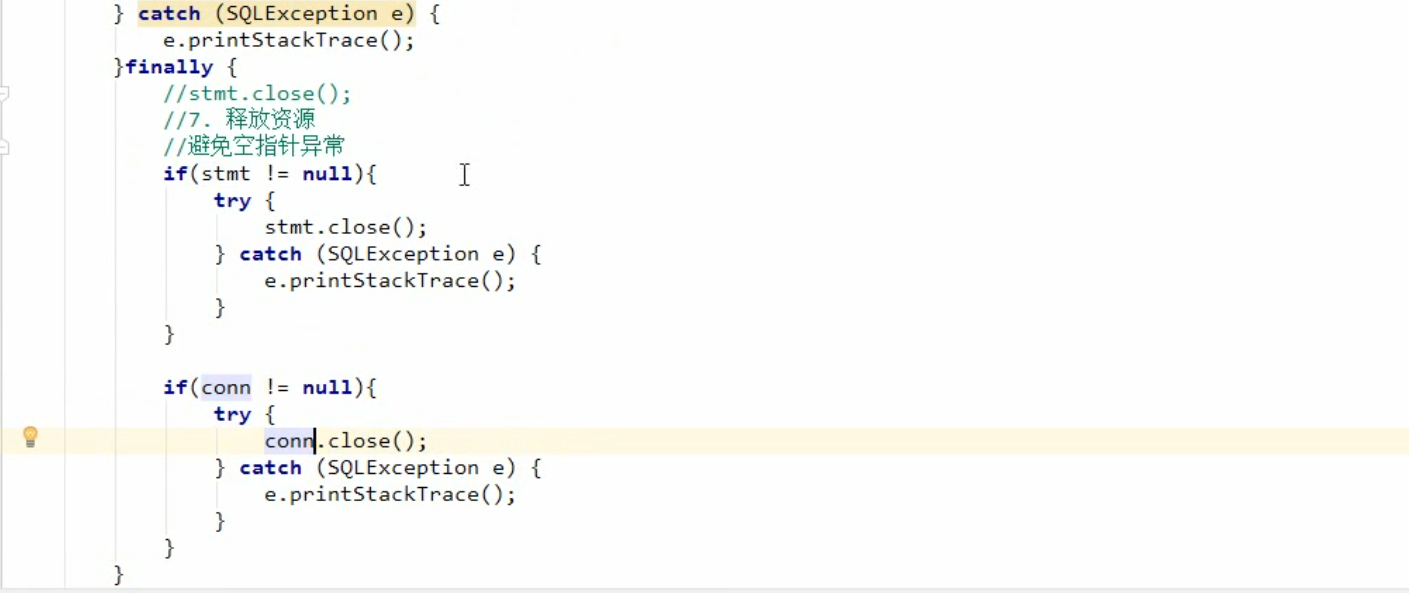 } catch (SQLException e) {
e.printStackTrace();
}finally {
//stmt.close();
//7. 释放资源
//避免空指针异常
if(stmt != null){
try {
stmt.close();
} catch (SQLException e) {
e.printStackTrace();
}
}
if(conn != null){
try {
conn.close();
} catch (SQLException e) {
e.printStackTrace();
}
}
}